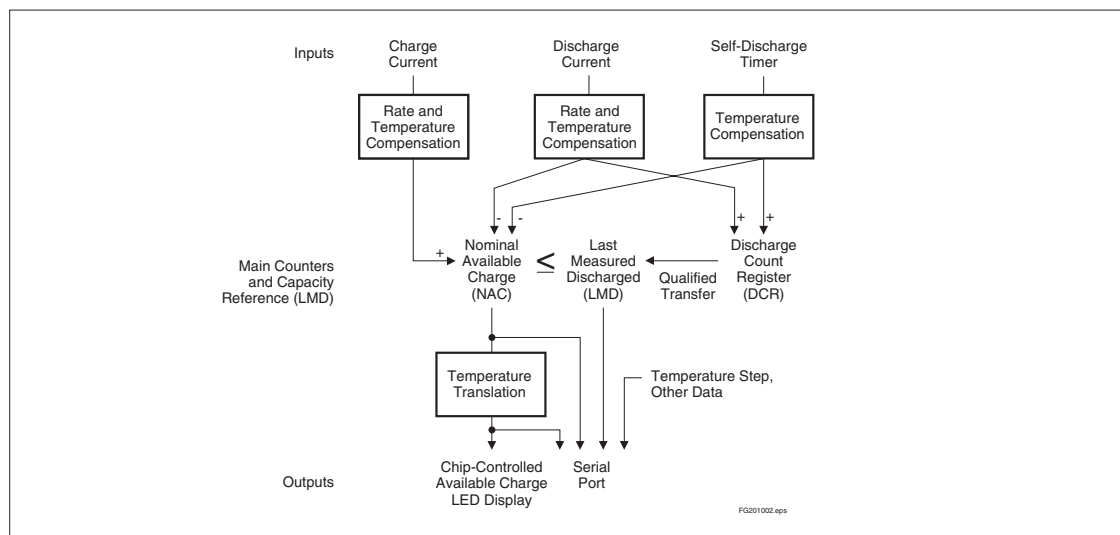 Inputs
Charge
Current
Discharge
Current
Self-Discharge
Timer
Rate and
Temperature
Compensation
Rate and
Temperature
Compensation
Temperature
Compensation
+
-
-
+
+
Main Counters
and Capacity
Reference (LMD)
Nominal
Available
Charge
(NAC)
≤
Last
Measured
Discharged
(LMD)
Qualified
Transfer
Discharge
Count
Register
(DCR)
Temperature
Translation
Temperature Step,
Other Data
Outputs
Chip-Controlled
Available Charge
LED Display
Serial
Port
FG201002.eps